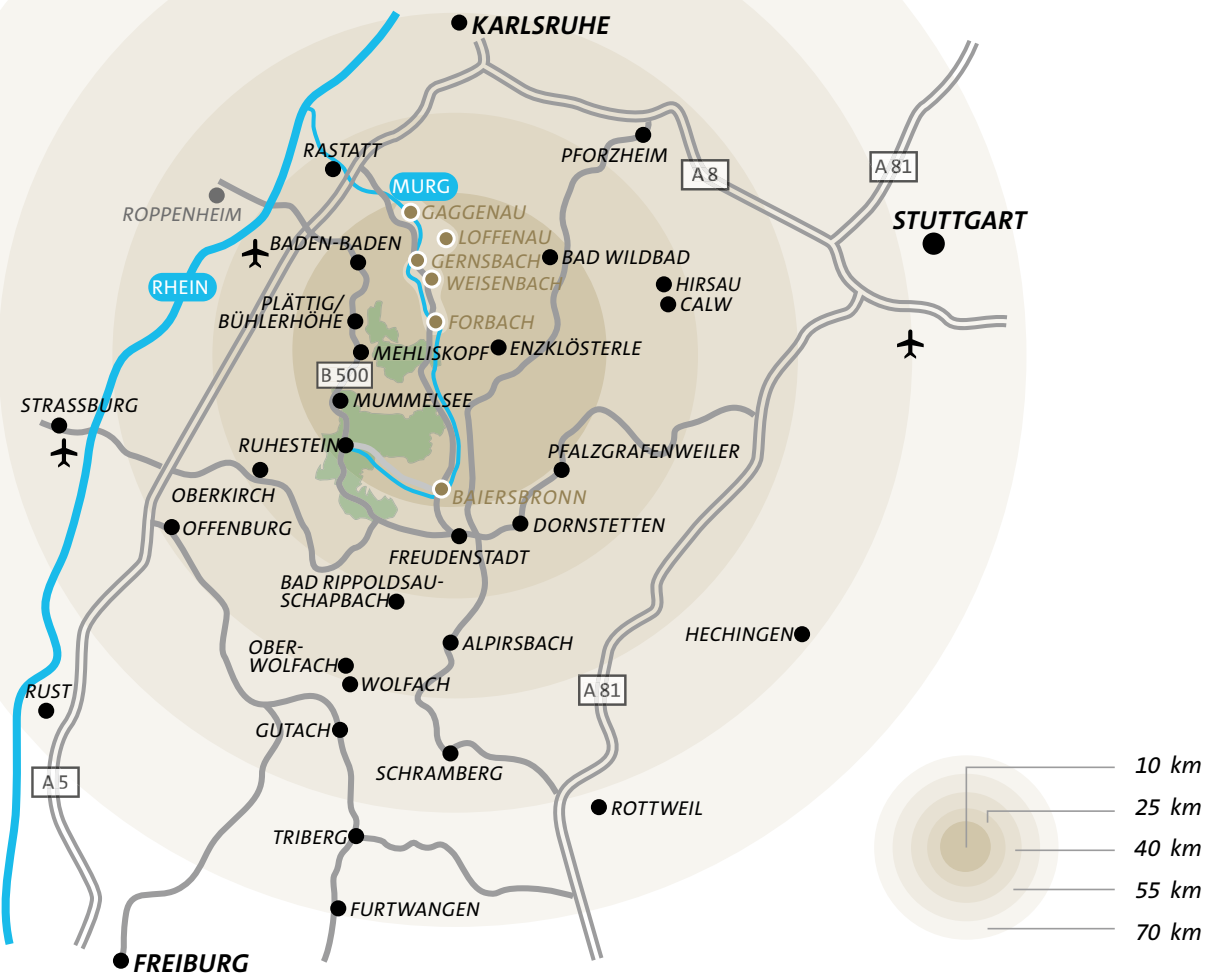 KARLSRUHE
RASTATT
PFORZHEIM
A 8
A 81
MURG
ROPPENHEIM
GAGGENAU
STUTTGART
LOFFENAU
BADEN-BADEN
GERNSBACH
BAD WILDBAD
WEISENBACH
HIRSAU
RHEIN
CALW
PLÄTTIG/
BÜHLERHÖHE
FORBACH
MEHLISKOPF
ENZKLÖSTERLE
B 500
MUMMELSEE
STRASSBURG
RUHESTEIN
PFALZGRAFENWEILER
OBERKIRCH
BAIERSBRONN
OFFENBURG
DORNSTETTEN
FREUDENSTADT
BAD RIPPOLDSAU-
SCHAPBACH
HECHINGEN
ALPIRSBACH
OBER-
WOLFACH
WOLFACH
RUST
A 81
GUTACH
SCHRAMBERG
A 5
ROTTWEIL
TRIBERG
FURTWANGEN
FREIBURG
10 km
25 km
40 km
55 km
70 km